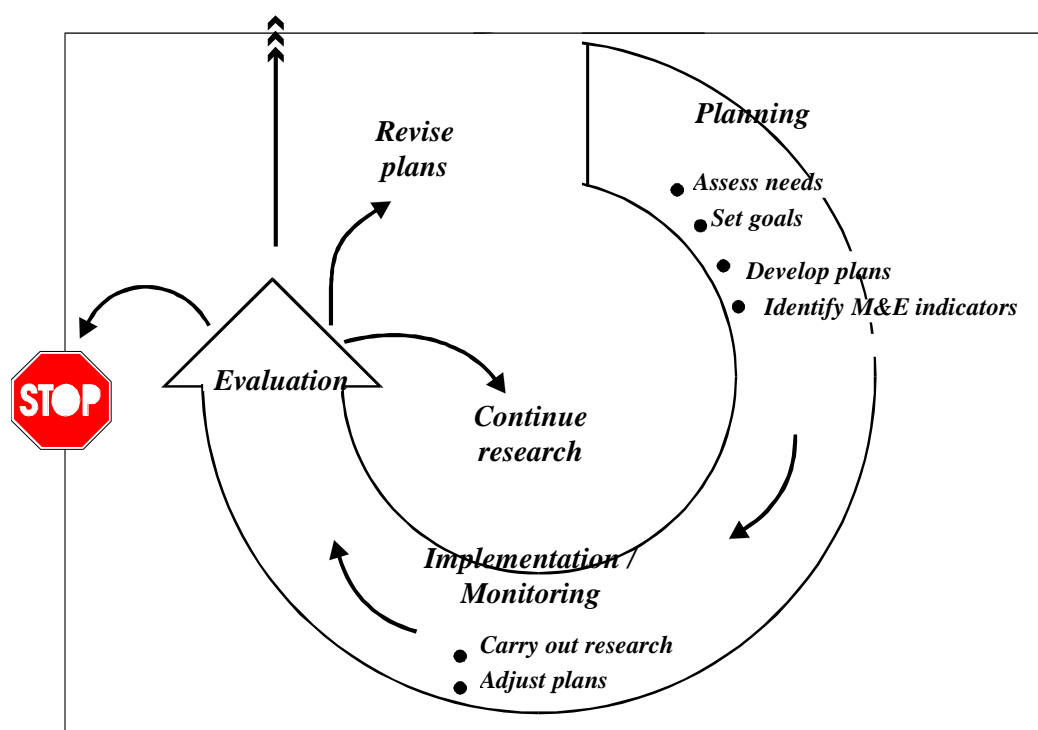 Planning
Assess needs
Set goals
Develop plans
Identify M&E indicators
Revise
plans
STOP
Evaluation
Continue
research
Implementation /
Monitoring
Carry out research
Adjust plans